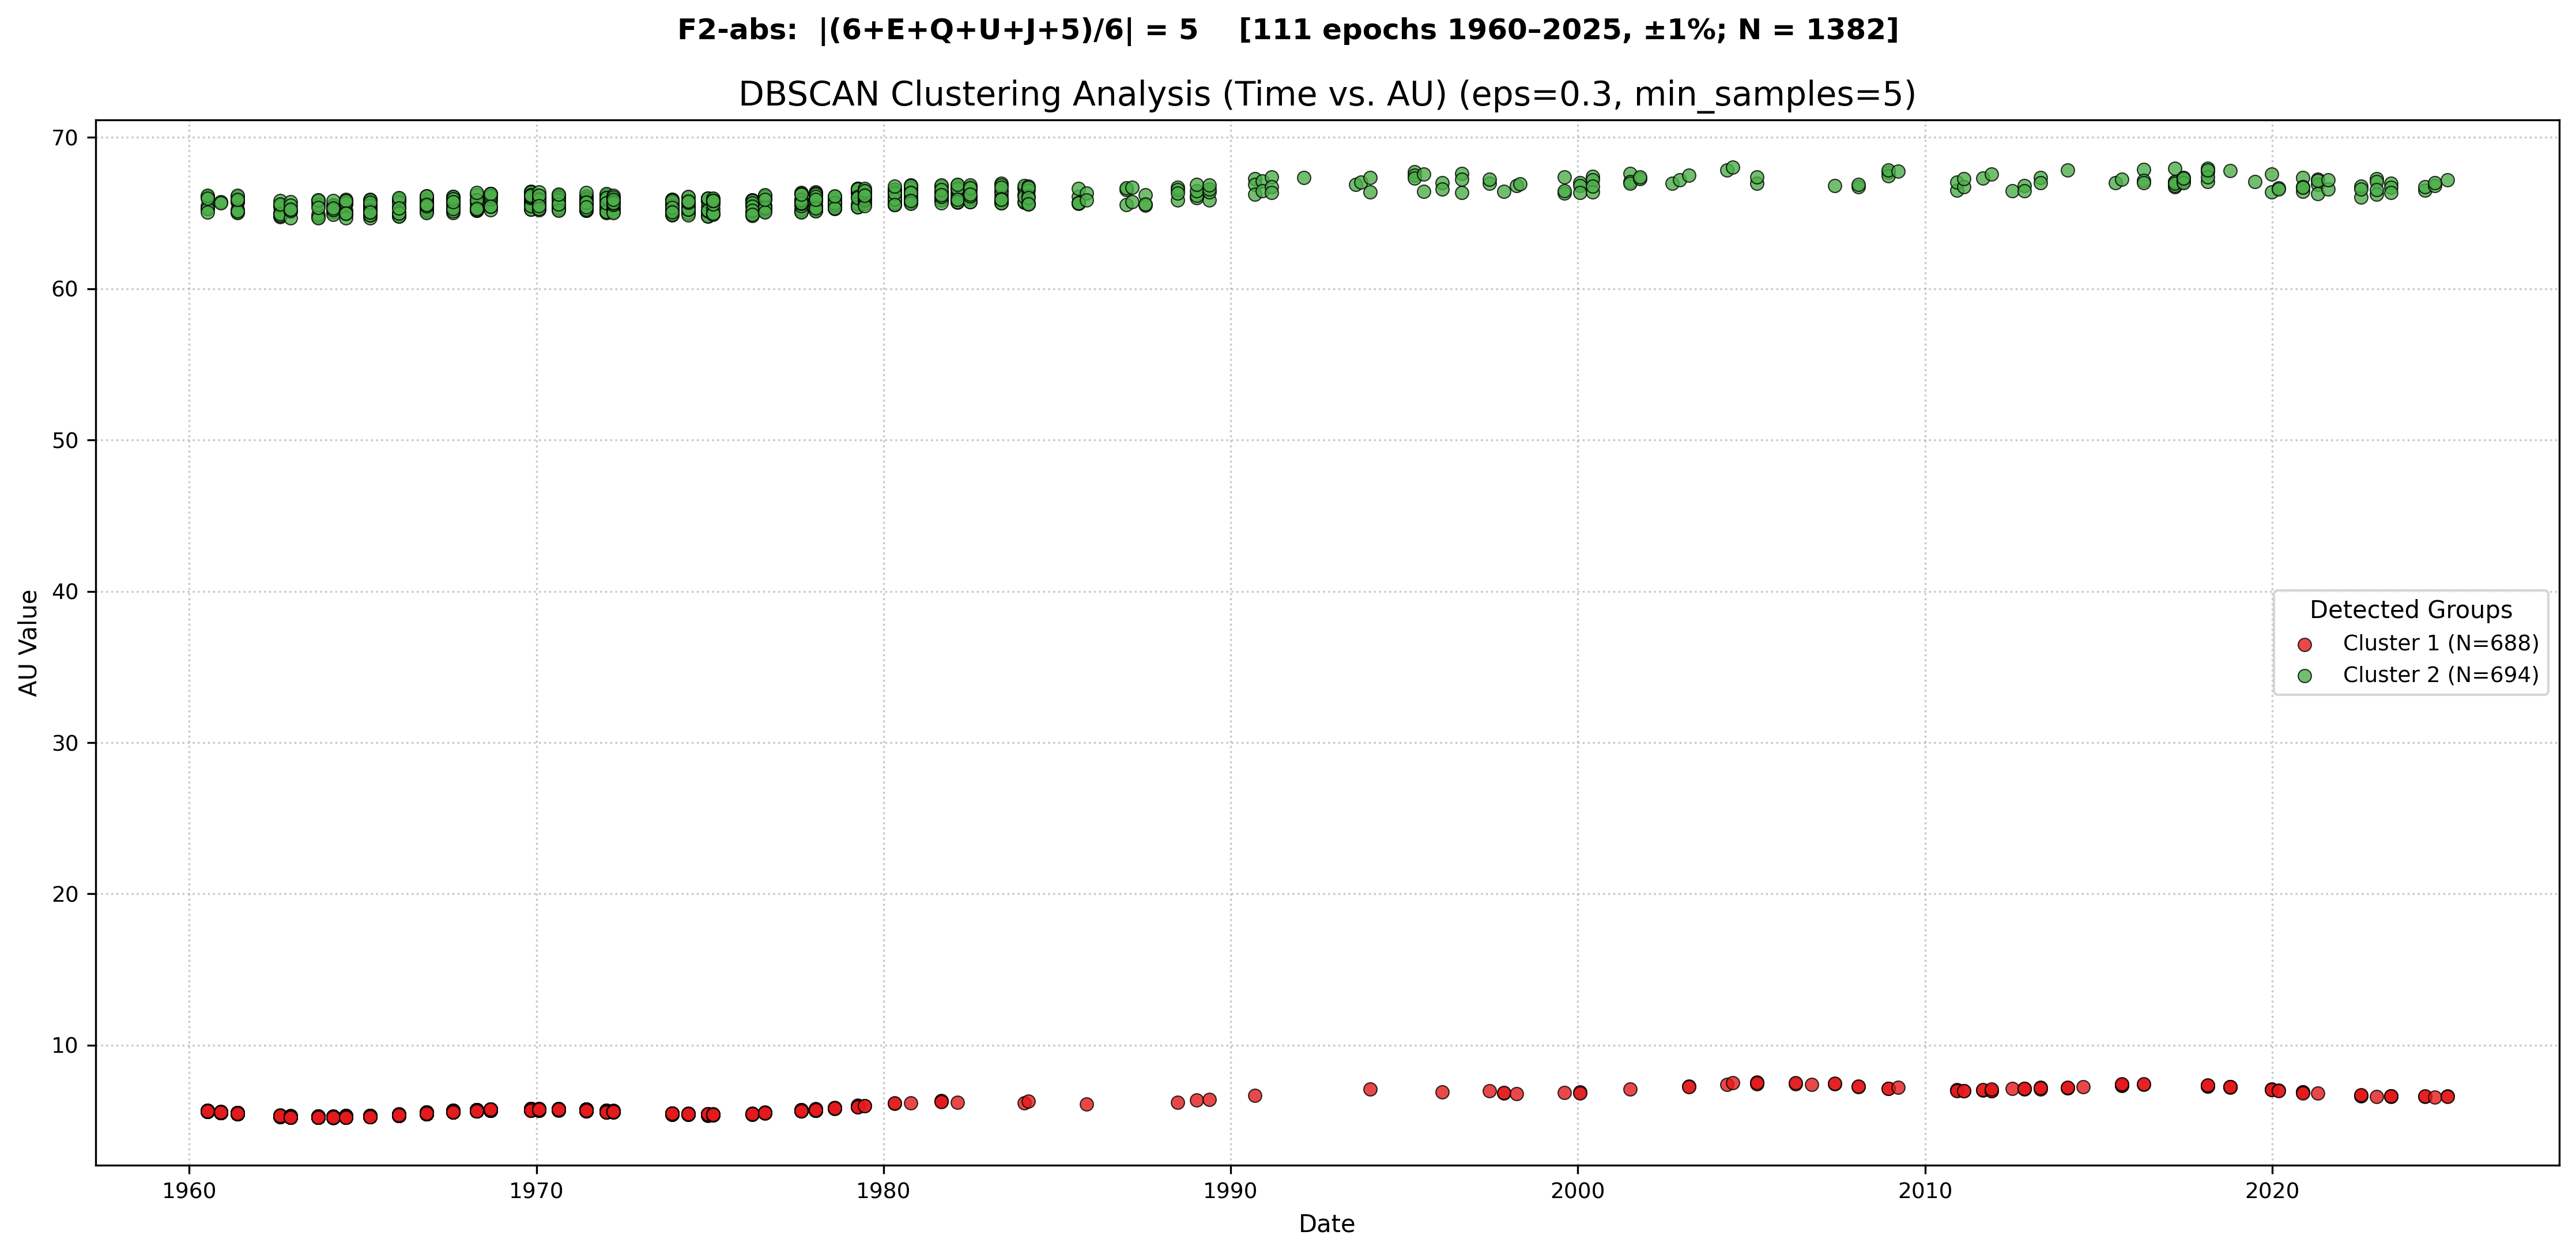 F2-abs:  |(6+E+Q+U+J+5)/6| = 5    [111 epochs 1960–2025, ±1%; N = 1382]
DBSCAN Clustering Analysis (Time vs. AU) (eps=0.3, min_samples=5)
70
60
50
40
30
20
10
AU Value
Detected Groups
Cluster 1 (N=688)
Cluster 2 (N=694)
1960
1970
1980
1990
2000
2010
2020
Date